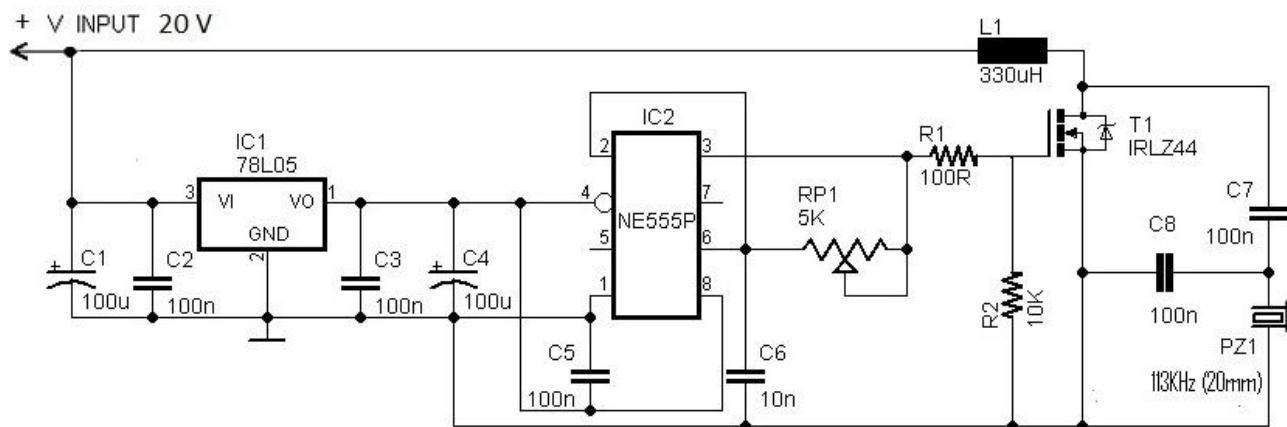 + V INPUT 20 V
L1
330uH
IC1
78L05
IC2
2
3
R1
100R
T1
IRLZ44
3
VI
VO
1
4
7
RP1
5K
C7
100n
GND
2
NE555P
5
6
C8
100n
+
C1
100u
C2
100n
C3
100n
+
C4
100u
1
8
R2
10K
PZ1
113KHz (20mm)
C5
100n
C6
10n